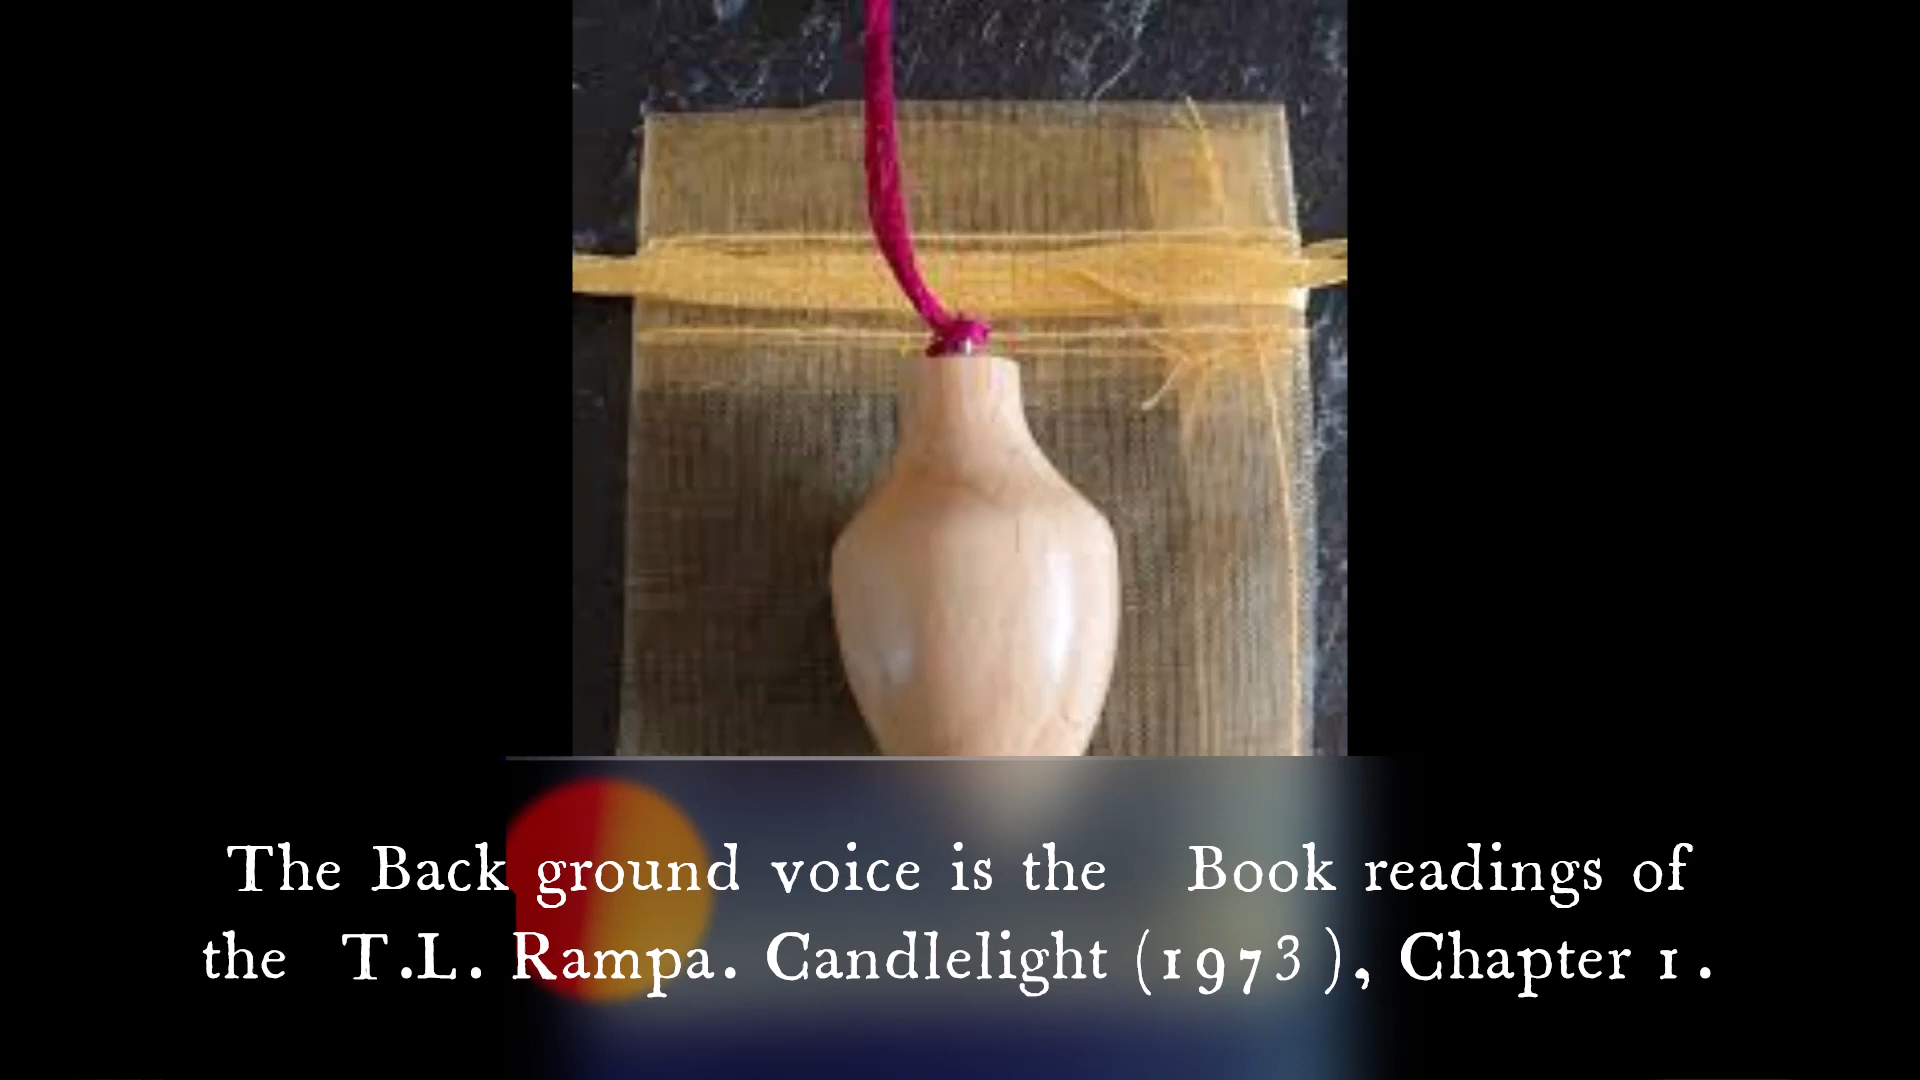 The Back ground voice is the Book readings of
the T.L. Rampa. Candlelight (1973), Chapter 1.